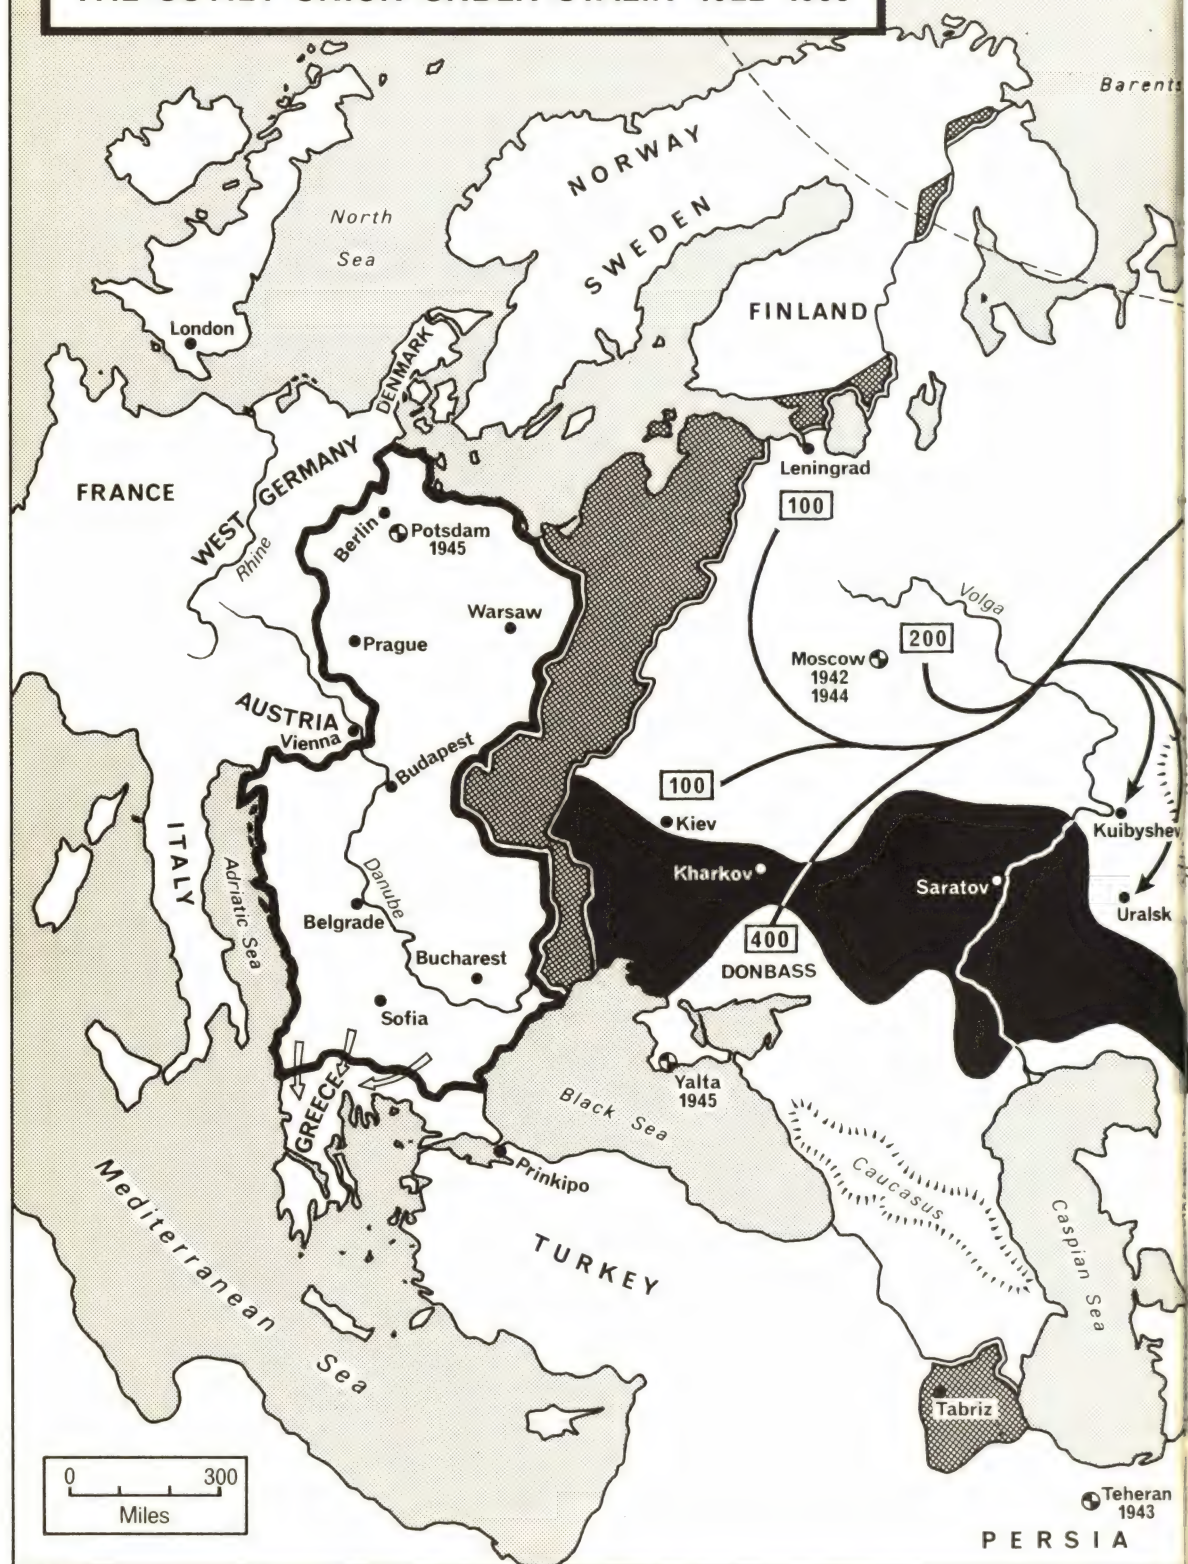 Barents
NORWAY
SWEDEN
North
Sea
FINLAND
London
DENMARK
Leningrad
100
FRANCE
WEST GERMANY
Rhine
Berlin
Potsdam
1945
Warsaw
Prague
Volga
200
Moscow
1942
1944
AUSTRIA
Vienna
Budapest
100
Kiev
Kuibyshev
ITALY
Adriatic Sea
Danube
Kharkov
Saratov
Uralsk
Belgrade
400
DONBASS
Bucharest
Sofia
Yalta
1945
GREECE
Black Sea
Prinkipo
Caucasus
Caspian Sea
Mediterranean Sea
TURKEY
Tabriz
0 300
Miles
Teheran
1943
PERSIA